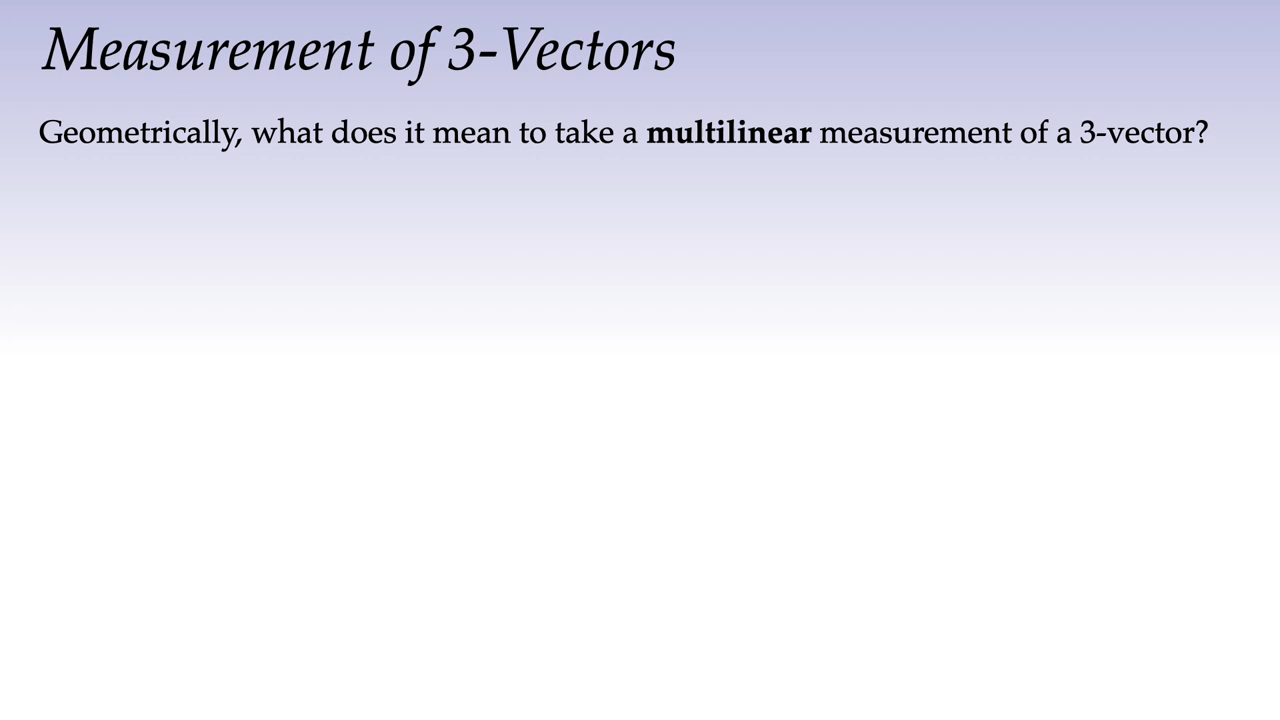 Measurement of 3-Vectors
Geometrically, what does it mean to take a multilinear measurement of a 3-vector?